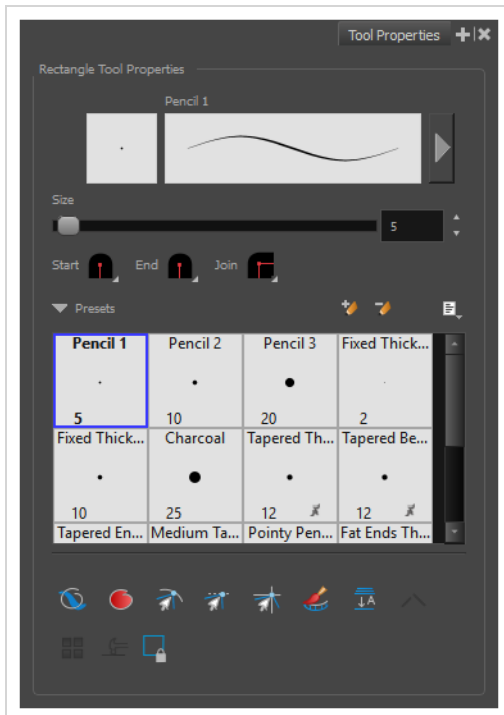 Tool Properties
Rectangle Tool Properties
Pencil 1
Size
5
Start End Join
Presets
Pencil 1 Pencil 2 Pencil 3 Fixed Thick...
5 10 20 2
Fixed Thick... Charcoal Tapered Th... Tapered Be...
10 25 12 12
Tapered En... Medium Ta... Pointy Pen... Fat Ends Th...
A